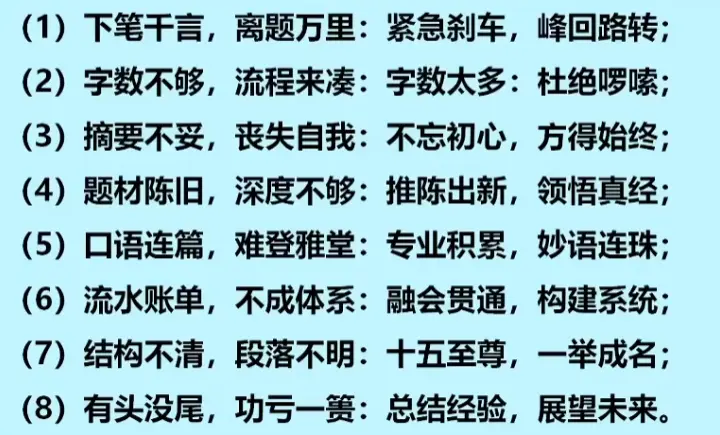 （1）下笔千言，离题万里：紧急刹车，峰回路转；
（2）字数不够，流程来凑：字数太多：杜绝啰嗦；
（3）摘要不妥，丧失自我：不忘初心，方得始终；
（4）题材陈旧，深度不够：推陈出新，领悟真经；
（5）口语连篇，难登雅堂：专业积累，妙语连珠；
（6）流水账单，不成体系：融会贯通，构建系统；
（7）结构不清，段落不明：十五至尊，一举成名；
（8）有头没尾，功亏一篑：总结经验，展望未来。